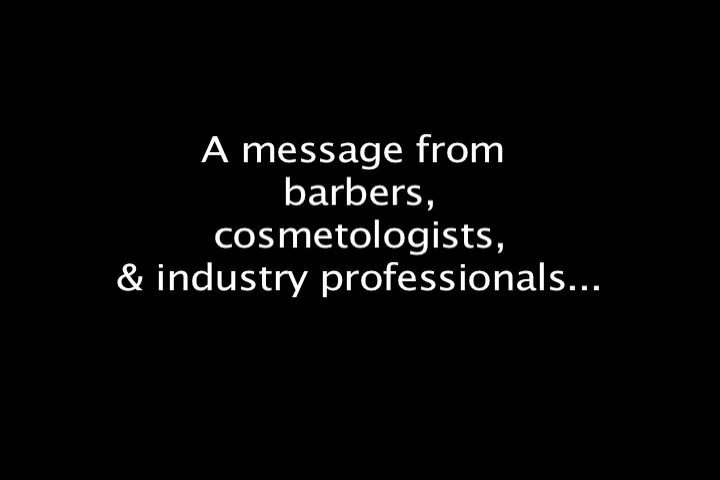 A message from
barbers,
cosmetologists,
& industry professionals...